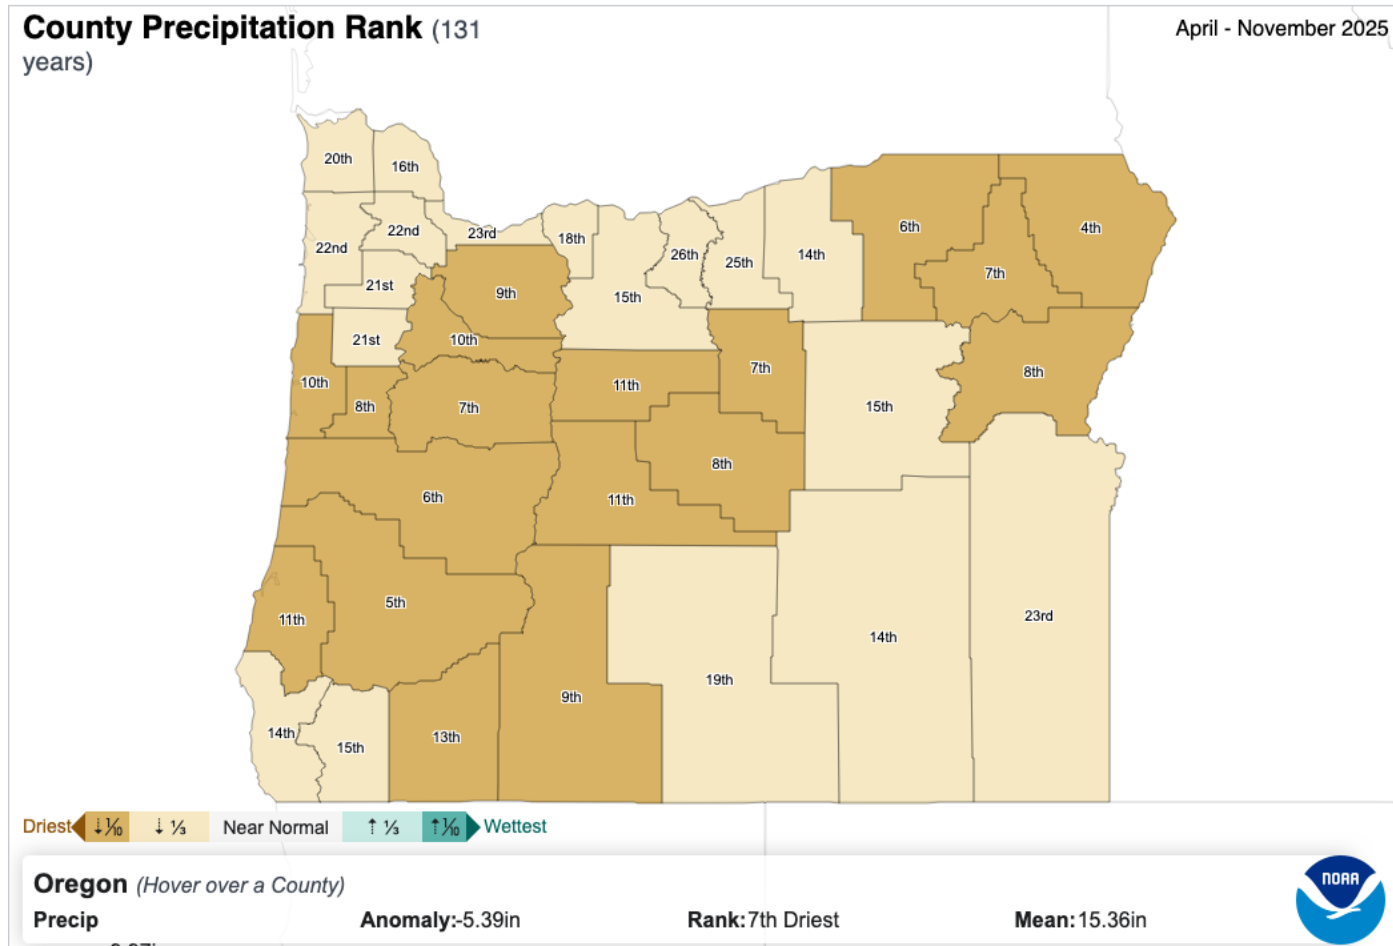 County Precipitation Rank (131
years)
April - November 2025
20th
16th
22nd
22nd
23rd
18th
26th
25th
14th
6th
4th
21st
9th
15th
7th
21st
10th
10th
8th
7th
11th
7th
15th
8th
6th
11th
8th
11th
5th
14th
23rd
14th
15th
13th
9th
19th
Driest
↓ 1/10
↓ ⅓
Near Normal
↑ ⅓
↑ 1/10
Wettest
Oregon (Hover over a County)
NOAA
Precip
Anomaly:-5.39in
Rank:7th Driest
Mean:15.36in